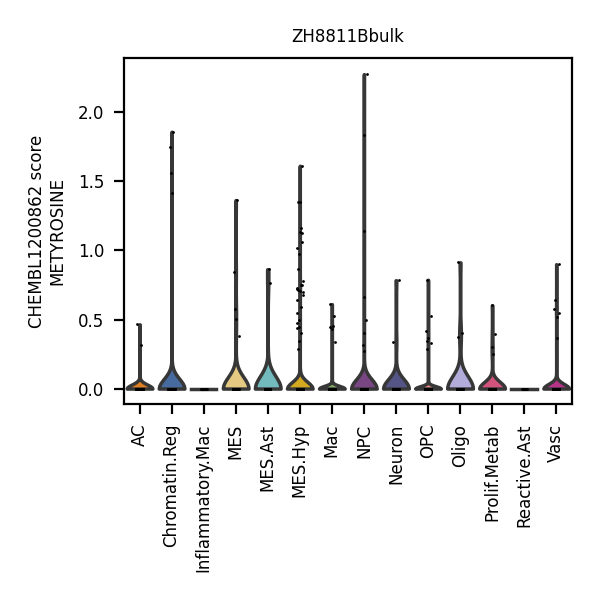 ZH8811Bbulk
CHEMBL1200862 score
METYROSINE
2.0
1.5
1.0
0.5
0.0
AC
Chromatin.Reg
Inflammatory.Mac
MES
MES.Ast
MES.Hyp
Mac
NPC
Neuron
OPC
Oligo
Prolif.Metab
Reactive.Ast
Vasc